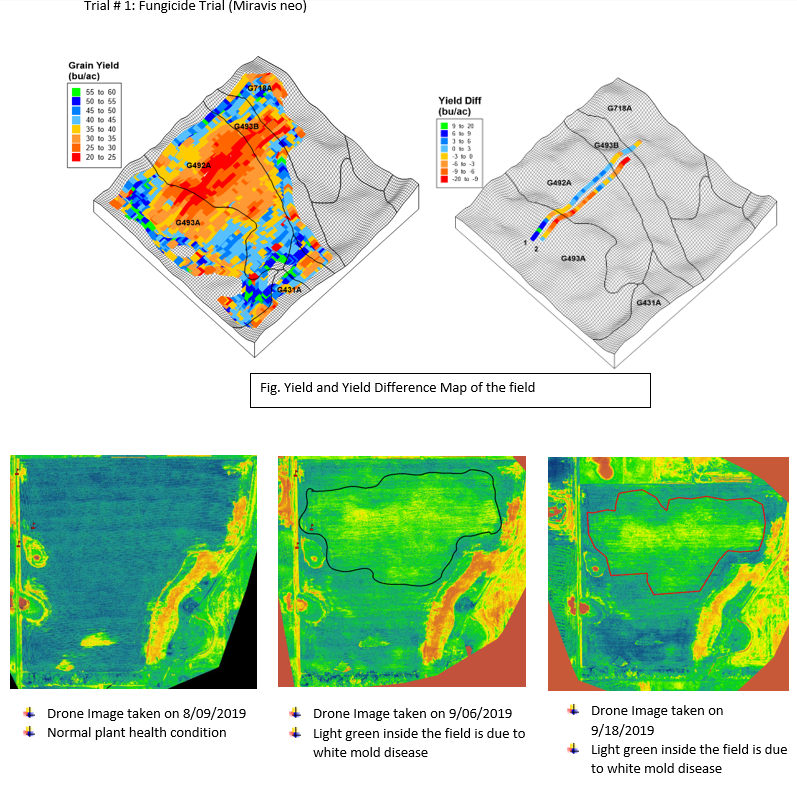 Trial # 1: Fungicide Trial (Miravis neo)
Grain Yield
(bu/ac)
55 to 60
50 to 55
45 to 50
40 to 45
35 to 40
30 to 35
25 to 30
20 to 25
G718A
G493B
G492A
G493A
G431A
Yield Diff
(bu/ac)
9 to 20
6 to 9
3 to 6
0 to 3
-3 to 0
-6 to -3
-9 to -6
-20 to -9
G718A
G493B
G492A
1
2
G493A
G431A
Fig. Yield and Yield Difference Map of the field
Drone Image taken on 8/09/2019
Normal plant health condition
Drone Image taken on 9/06/2019
Light green inside the field is due to
white mold disease
Drone Image taken on
9/18/2019
Light green inside the field is due
to white mold disease